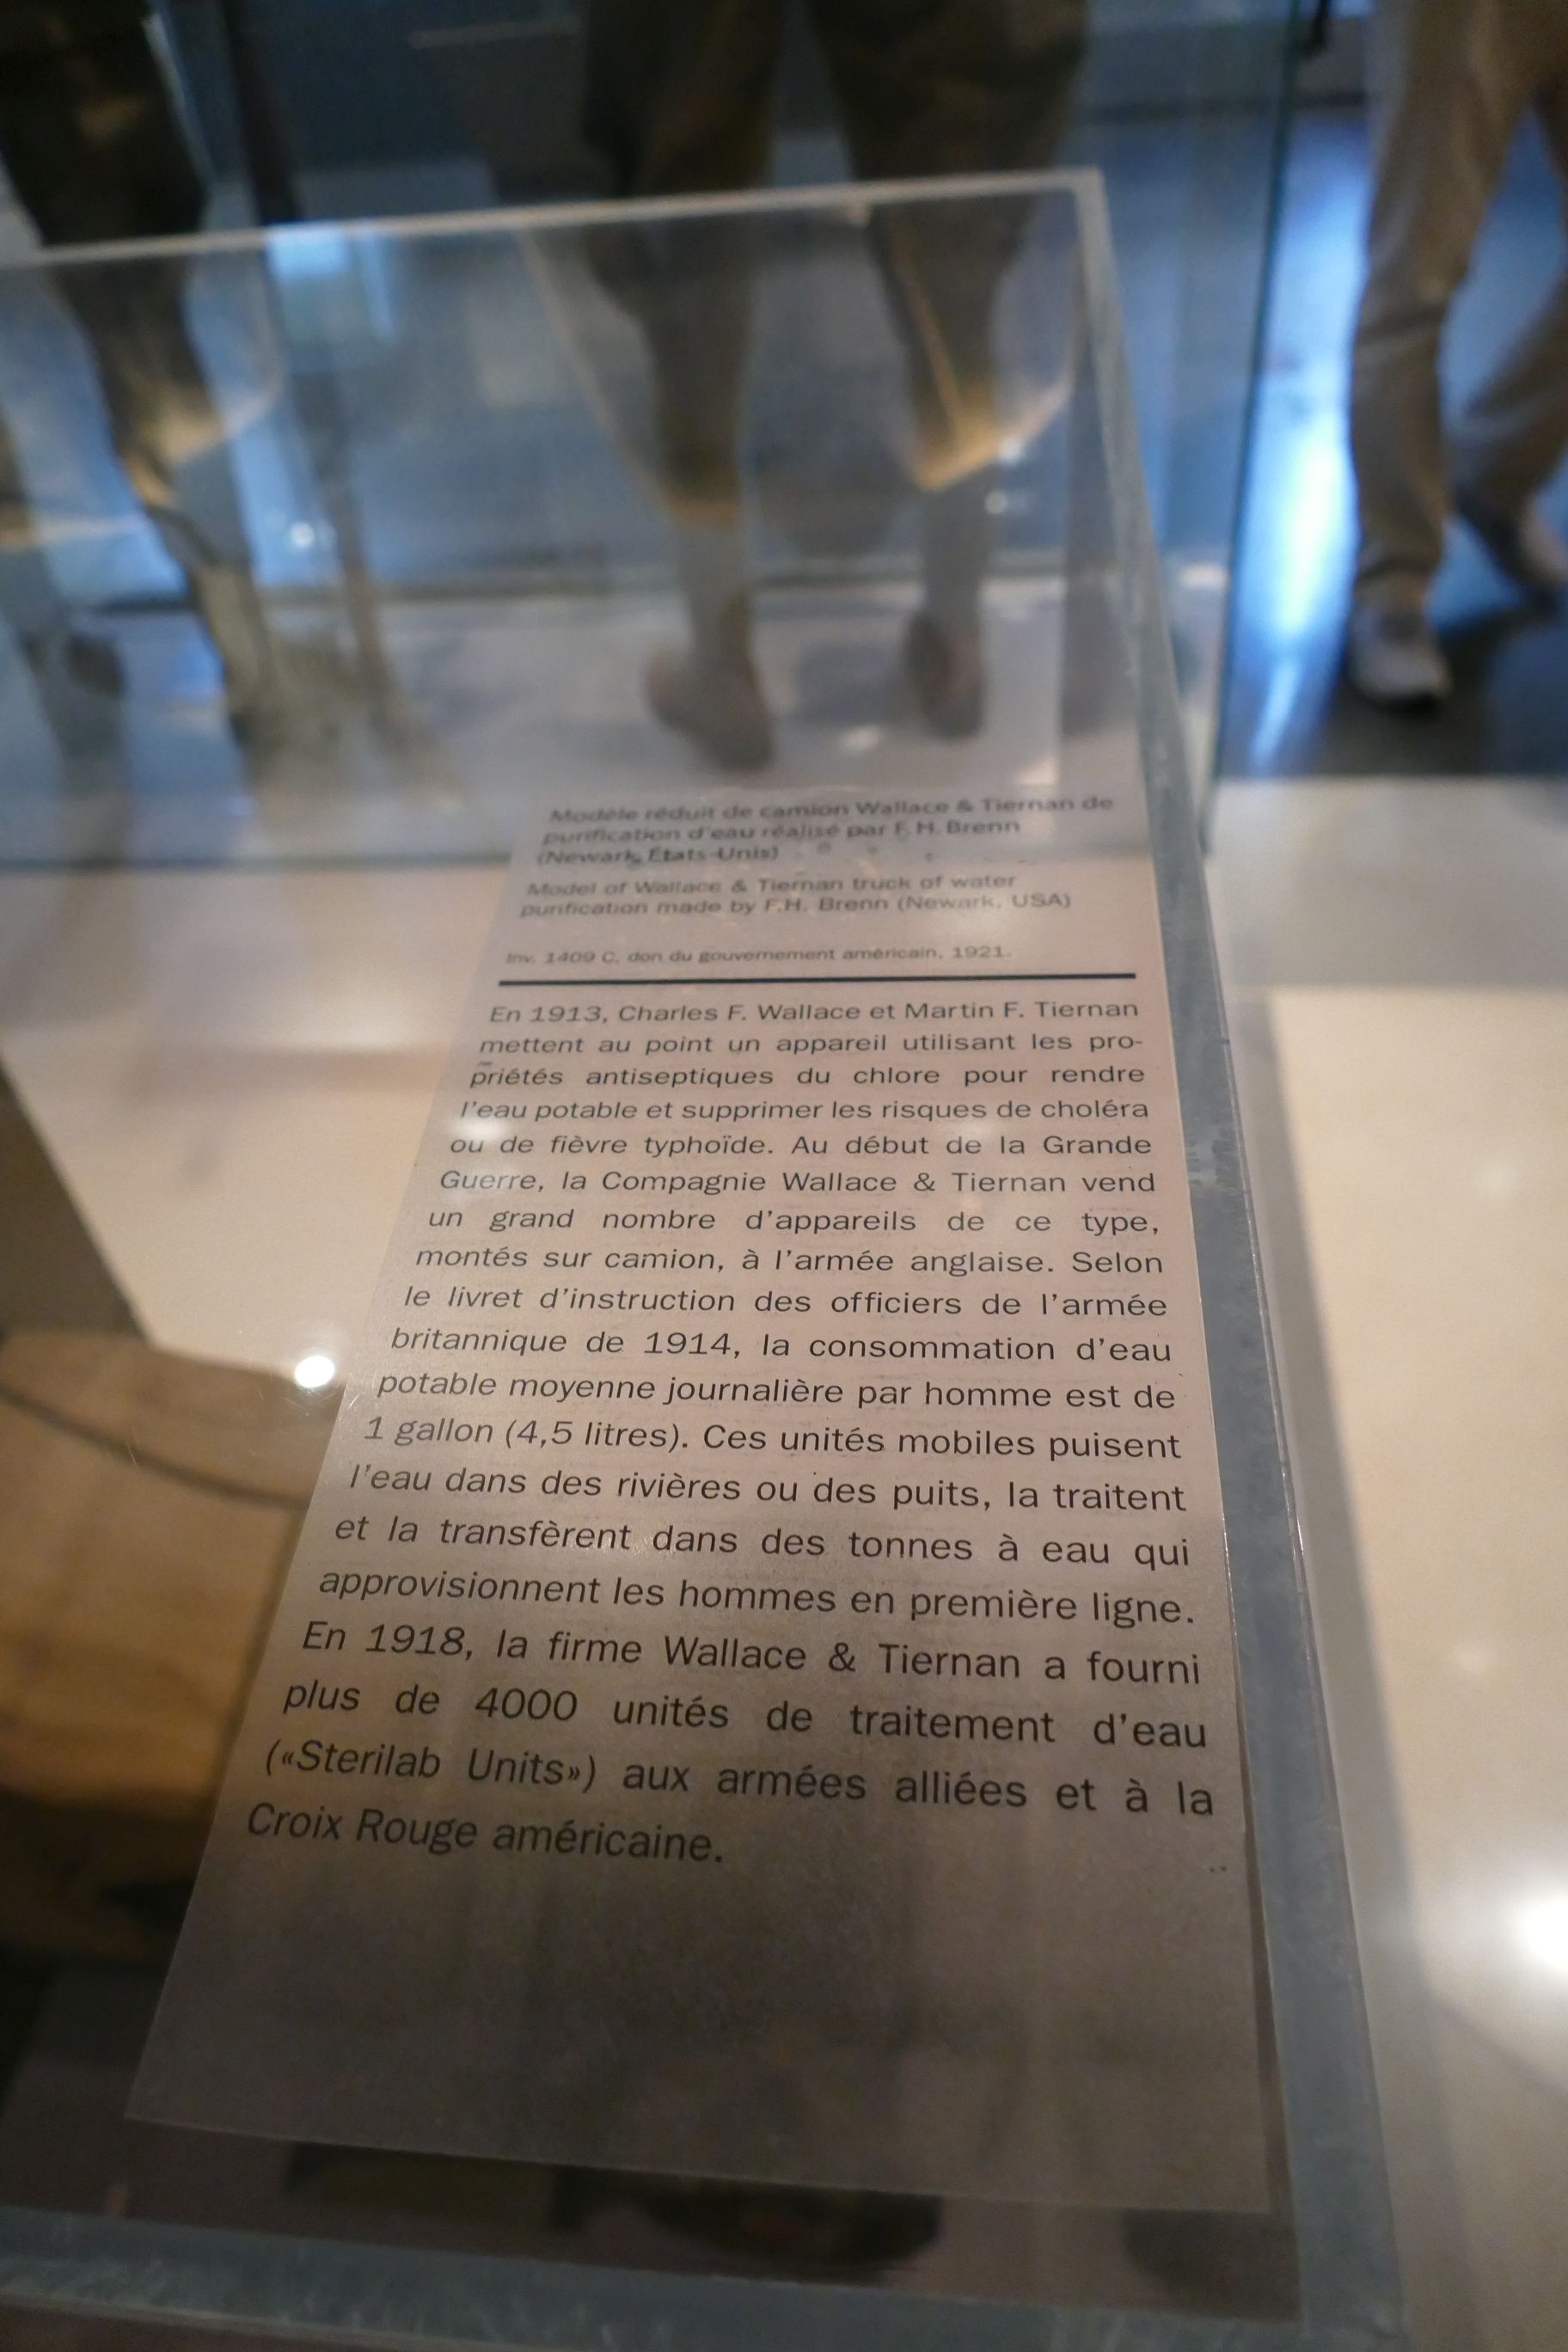 Modèle réduit de camion Wallace & Tiernan de
purification d'eau réalisé par F. H. Brenn
(Newark, États-Unis)
Model of Wallace & Tiernan truck of water
purification made by F.H. Brenn (Newark, USA)
Inv. 1409 C, don du gouvernement américain, 1921.
En 1913, Charles F. Wallace et Martin F. Tiernan
mettent au point un appareil utilisant les pro-
priétés antiseptiques du chlore pour rendre
l'eau potable et supprimer les risques de choléra
ou de fièvre typhoïde. Au début de la Grande
Guerre, la Compagnie Wallace & Tiernan vend
un grand nombre d'appareils de ce type,
montés sur camion, à l'armée anglaise. Selon
le livret d'instruction des officiers de l'armée
britannique de 1914, la consommation d'eau
potable moyenne journalière par homme est de
1 gallon (4,5 litres). Ces unités mobiles puisent
l'eau dans des rivières ou des puits, la traitent
et la transfèrent dans des tonnes à eau qui
approvisionnent les hommes en première ligne.
En 1918, la firme Wallace & Tiernan a fourni
plus de 4000 unités de traitement d'eau
(«Sterilab Units») aux armées alliées et à la
Croix Rouge américaine.